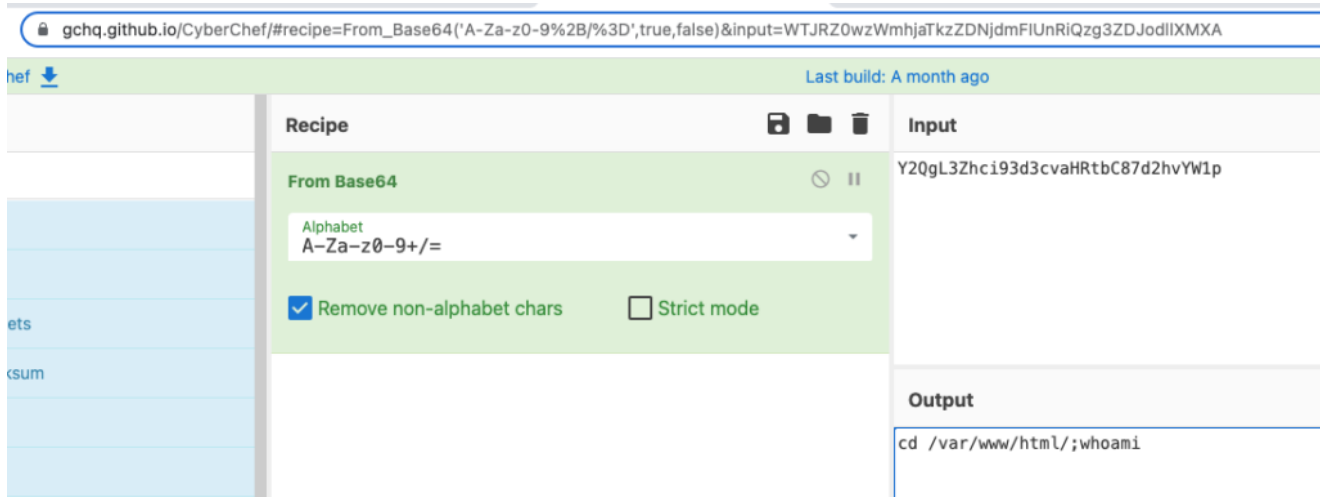 gchq.github.io/CyberChef/#recipe=From_Base64('A-Za-z0-9%2B/%3D',true,false)&input=WTJRZ0wzWmhjaTkzZDNjdmFIUnRiQzg3ZDJodllXMXA
hef
Last build: A month ago
Recipe
Input
From Base64
Y2QgL3Zhci93d3cvaHRtbC87d2hvYW1p
Alphabet
A-Za-z0-9+/=
Remove non-alphabet chars
Strict mode
ets
ksum
Output
cd /var/www/html/;whoami